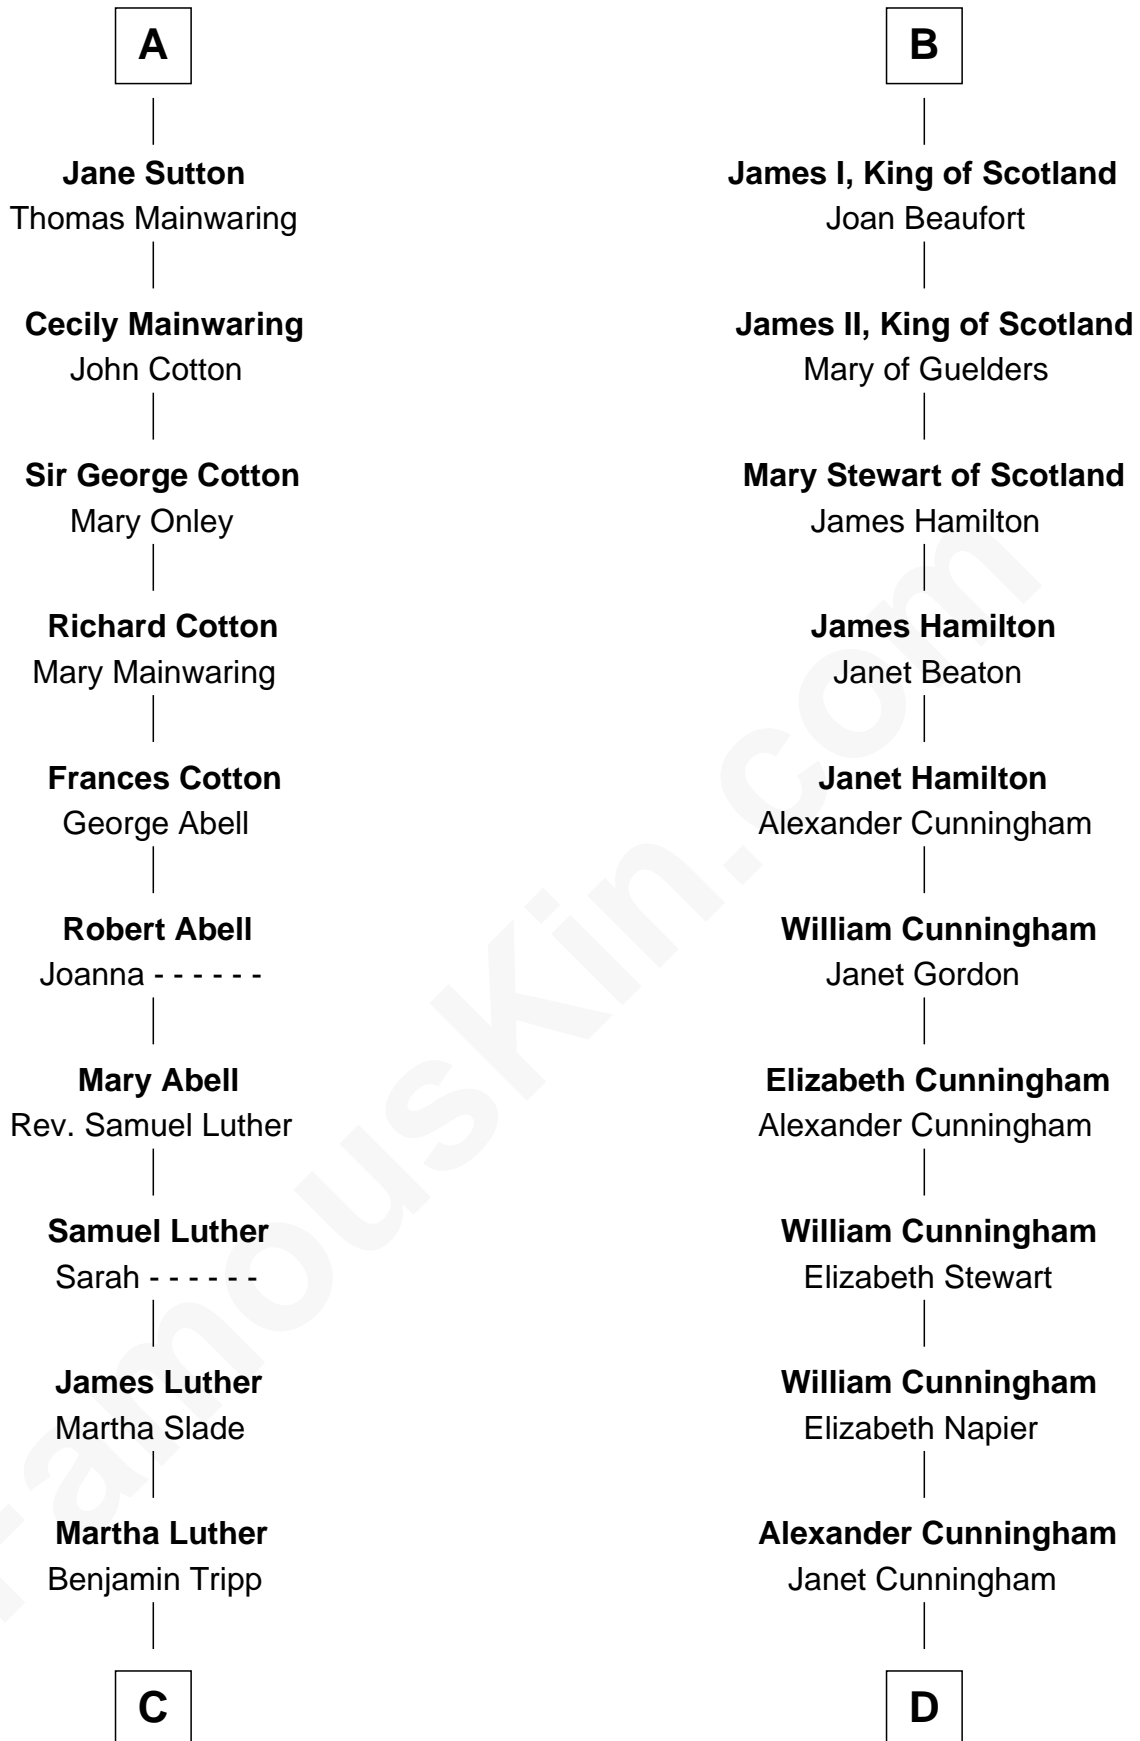 A
Jane Sutton
Thomas Mainwaring
Cecily Mainwaring
John Cotton
Sir George Cotton
Mary Onley
Richard Cotton
Mary Mainwaring
Frances Cotton
George Abell
Robert Abell
Joanna - - - - - -
Mary Abell
Rev. Samuel Luther
Samuel Luther
Sarah - - - - - -
James Luther
Martha Slade
Martha Luther
Benjamin Tripp
C
B
James I, King of Scotland
Joan Beaufort
James II, King of Scotland
Mary of Guelders
Mary Stewart of Scotland
James Hamilton
James Hamilton
Janet Beaton
Janet Hamilton
Alexander Cunningham
William Cunningham
Janet Gordon
Elizabeth Cunningham
Alexander Cunningham
William Cunningham
Elizabeth Stewart
William Cunningham
Elizabeth Napier
Alexander Cunningham
Janet Cunningham
D
FamousKin.com